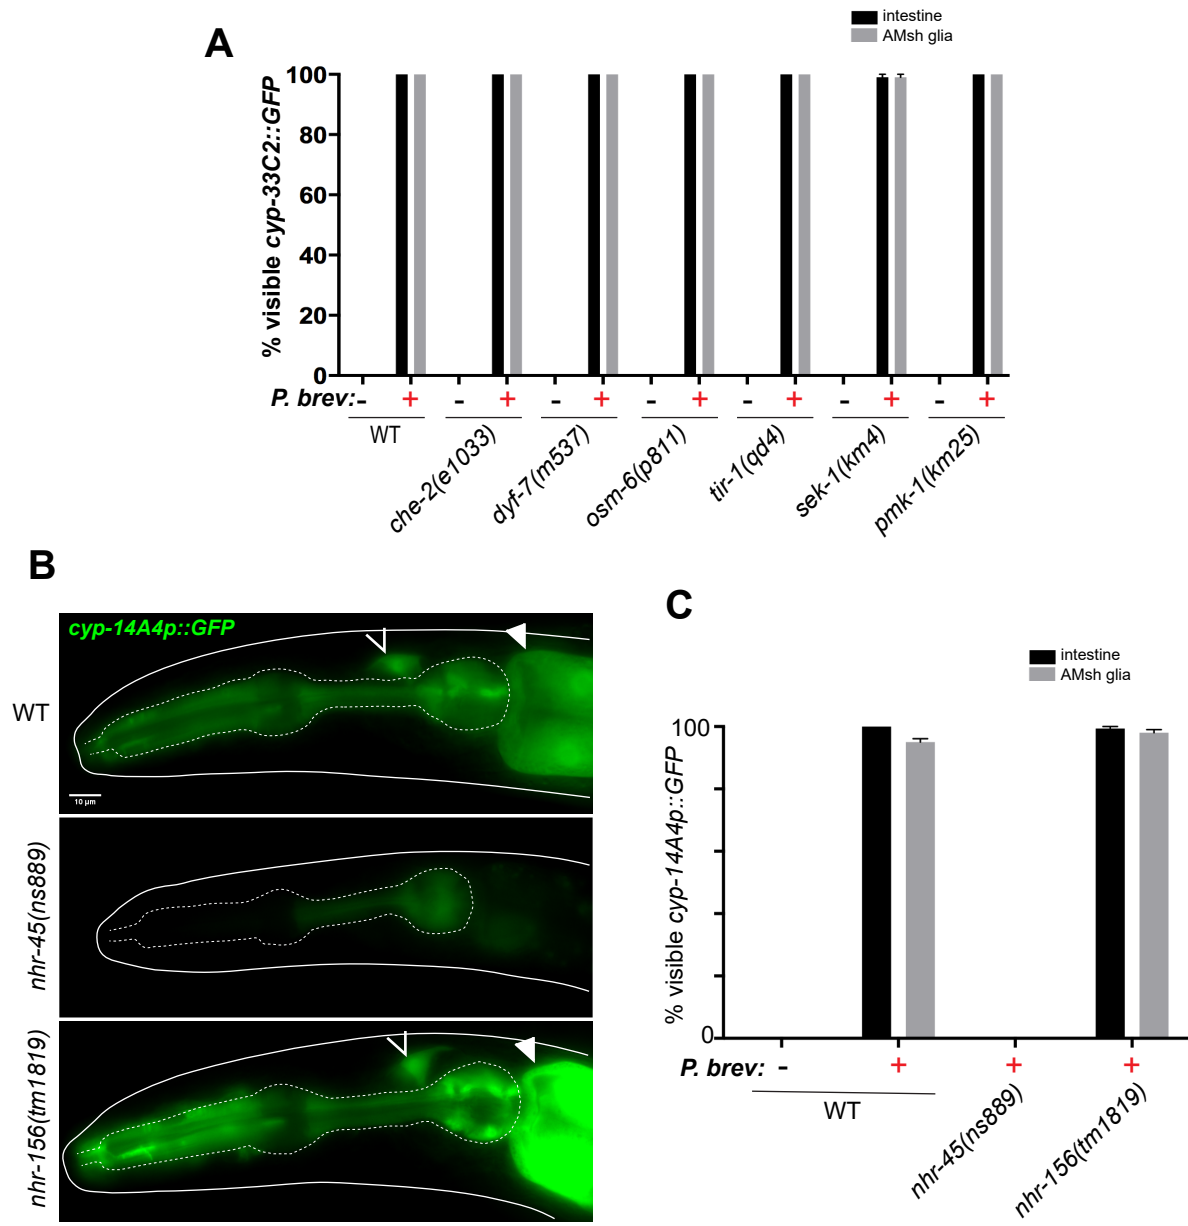 A
intestine
AMsh glia
% visible cyp-33C2::GFP
100
80
60
40
20
0
P. brev: - + - + - + - + - + - + - +
WT
che-2(e1033)
dyf-7(m537)
osm-6(p811)
tir-1(qd4)
sek-1(km4)
pmk-1(km25)
B
cyp-14A4p::GFP
WT
10 µm
nhr-45(ns889)
nhr-156(tm1819)
C
intestine
AMsh glia
% visible cyp-14A4p::GFP
100
0
P. brev: - + + +
WT
nhr-45(ns889)
nhr-156(tm1819)